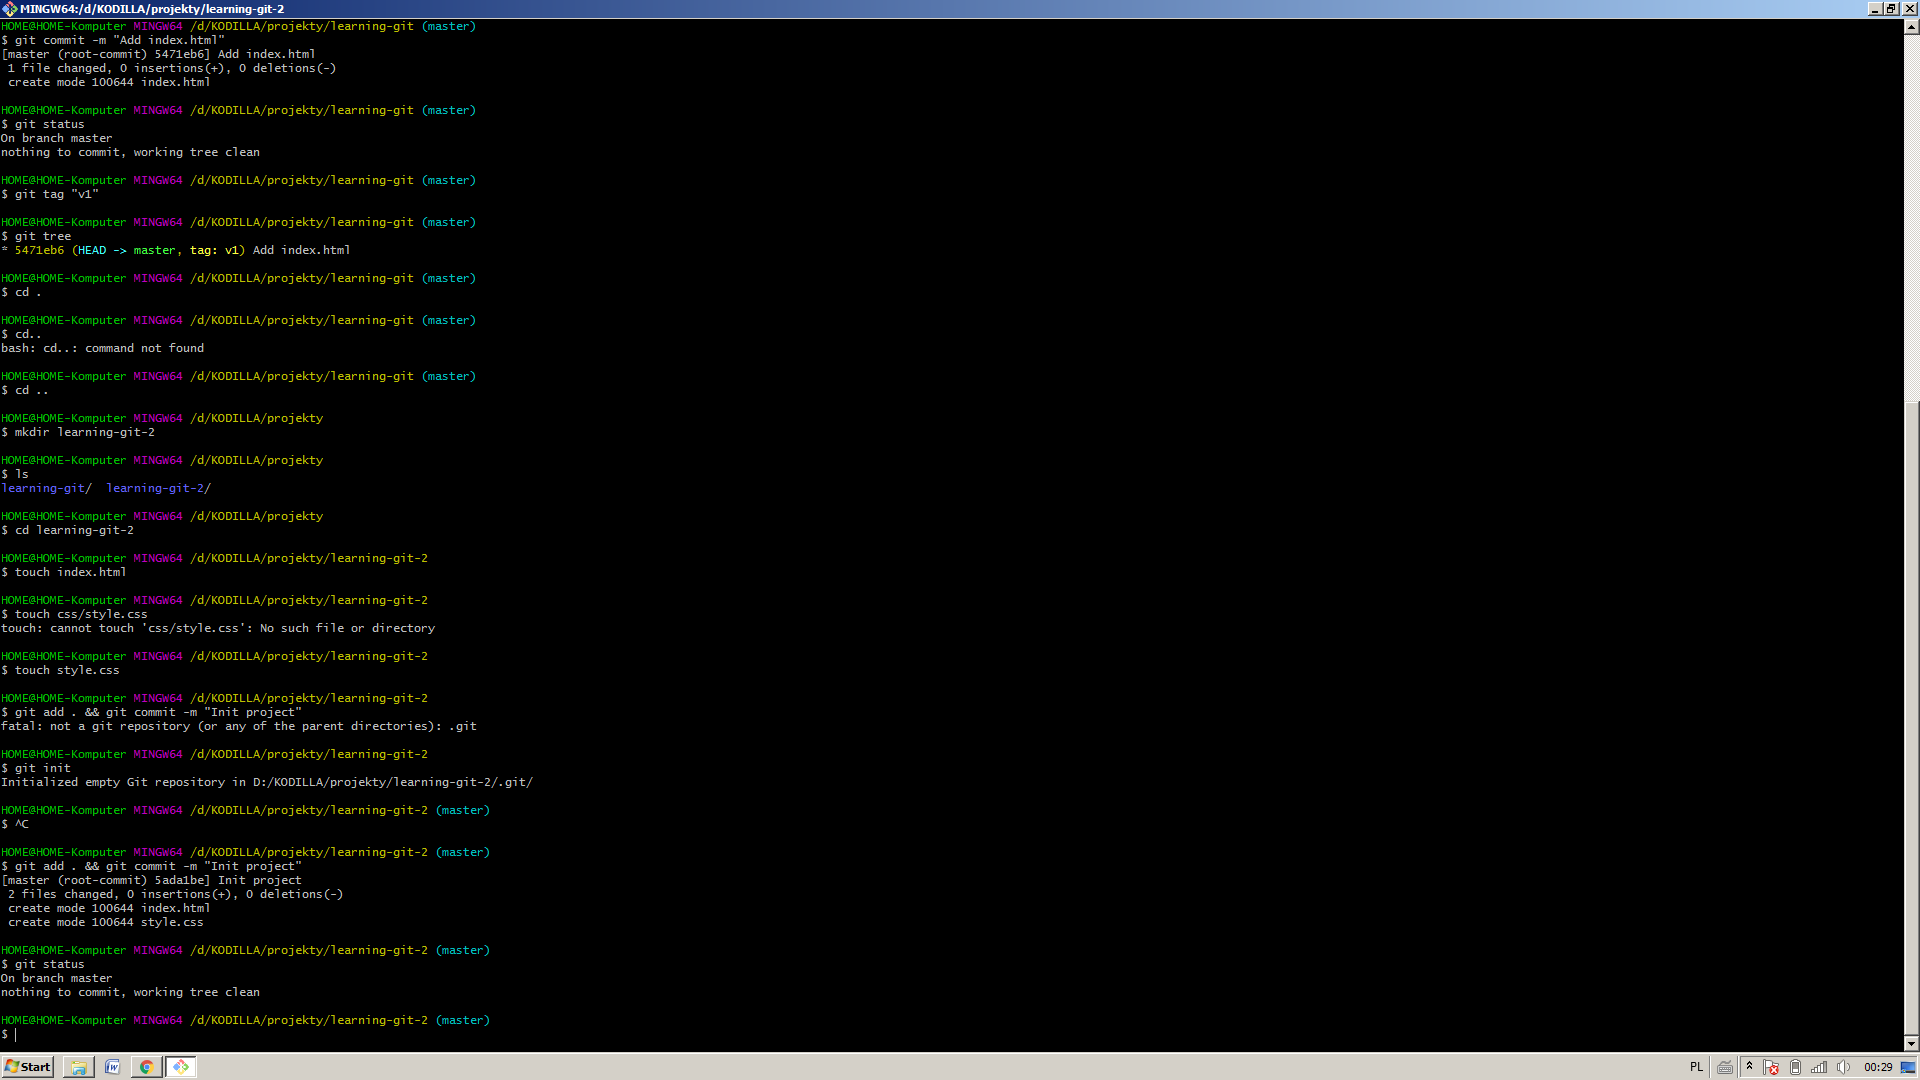 MINGW64:/d/KODILLA/projekty/learning-git-2
HOME@HOME-Komputer MINGW64 /d/KODILLA/projekty/learning-git (master)
$ git commit -m "Add index.html"
[master (root-commit) 5471eb6] Add index.html
 1 file changed, 0 insertions(+), 0 deletions(-)
 create mode 100644 index.html
HOME@HOME-Komputer MINGW64 /d/KODILLA/projekty/learning-git (master)
$ git status
On branch master
nothing to commit, working tree clean
HOME@HOME-Komputer MINGW64 /d/KODILLA/projekty/learning-git (master)
$ git tag "v1"
HOME@HOME-Komputer MINGW64 /d/KODILLA/projekty/learning-git (master)
$ git tree
* 5471eb6 (HEAD -> master, tag: v1) Add index.html
HOME@HOME-Komputer MINGW64 /d/KODILLA/projekty/learning-git (master)
$ cd .
HOME@HOME-Komputer MINGW64 /d/KODILLA/projekty/learning-git (master)
$ cd..
bash: cd..: command not found
HOME@HOME-Komputer MINGW64 /d/KODILLA/projekty/learning-git (master)
$ cd ..
HOME@HOME-Komputer MINGW64 /d/KODILLA/projekty
$ mkdir learning-git-2
HOME@HOME-Komputer MINGW64 /d/KODILLA/projekty
$ ls
learning-git/  learning-git-2/
HOME@HOME-Komputer MINGW64 /d/KODILLA/projekty
$ cd learning-git-2
HOME@HOME-Komputer MINGW64 /d/KODILLA/projekty/learning-git-2
$ touch index.html
HOME@HOME-Komputer MINGW64 /d/KODILLA/projekty/learning-git-2
$ touch css/style.css
touch: cannot touch 'css/style.css': No such file or directory
HOME@HOME-Komputer MINGW64 /d/KODILLA/projekty/learning-git-2
$ touch style.css
HOME@HOME-Komputer MINGW64 /d/KODILLA/projekty/learning-git-2
$ git add . && git commit -m "Init project"
fatal: not a git repository (or any of the parent directories): .git
HOME@HOME-Komputer MINGW64 /d/KODILLA/projekty/learning-git-2
$ git init
Initialized empty Git repository in D:/KODILLA/projekty/learning-git-2/.git/
HOME@HOME-Komputer MINGW64 /d/KODILLA/projekty/learning-git-2 (master)
$ ^C
HOME@HOME-Komputer MINGW64 /d/KODILLA/projekty/learning-git-2 (master)
$ git add . && git commit -m "Init project"
[master (root-commit) 5ada1be] Init project
 2 files changed, 0 insertions(+), 0 deletions(-)
 create mode 100644 index.html
 create mode 100644 style.css
HOME@HOME-Komputer MINGW64 /d/KODILLA/projekty/learning-git-2 (master)
$ git status
On branch master
nothing to commit, working tree clean
HOME@HOME-Komputer MINGW64 /d/KODILLA/projekty/learning-git-2 (master)
$
Start PL 00:29